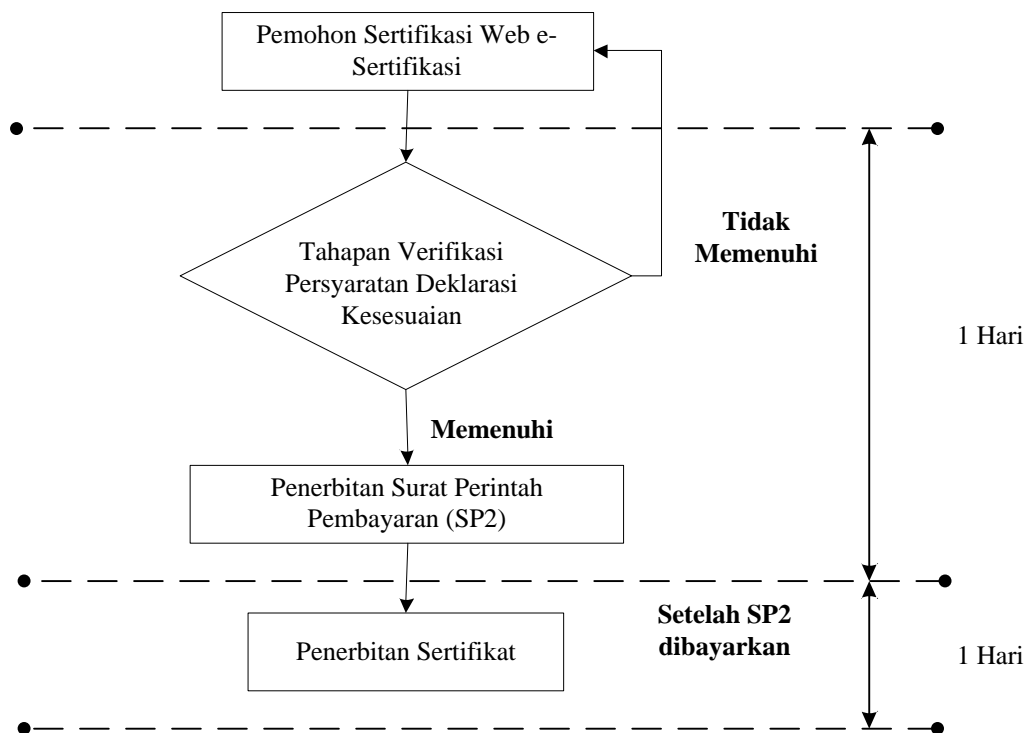 Pemohon Sertifikasi Web e-
Sertifikasi
Tahapan Verifikasi
Persyaratan Deklarasi
Kesesuaian
Tidak
Memenuhi
1 Hari
Memenuhi
Penerbitan Surat Perintah
Pembayaran (SP2)
Setelah SP2
dibayarkan
Penerbitan Sertifikat
1 Hari